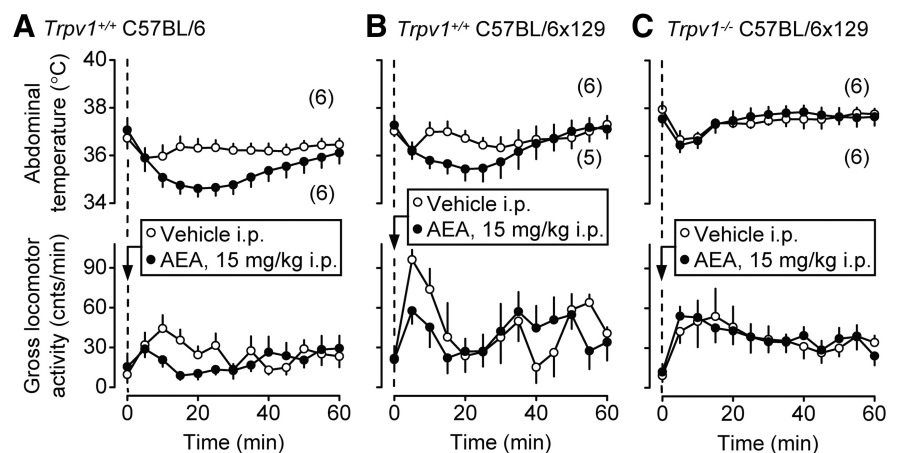 A Trpv1+/+ C57BL/6
B Trpv1+/+ C57BL/6x129
C Trpv1-/- C57BL/6x129
Abdominal
temperature (°C)
40
38
36
34
(6)
(6)
(6)
(5)
(6)
(6)
Vehicle i.p.
AEA, 15 mg/kg i.p.
Vehicle i.p.
AEA, 15 mg/kg i.p.
Vehicle i.p.
AEA, 15 mg/kg i.p.
Gross locomotor
activity (cnts/min)
90
60
30
0
0 20 40 60
0 20 40 60
0 20 40 60
Time (min)
Time (min)
Time (min)